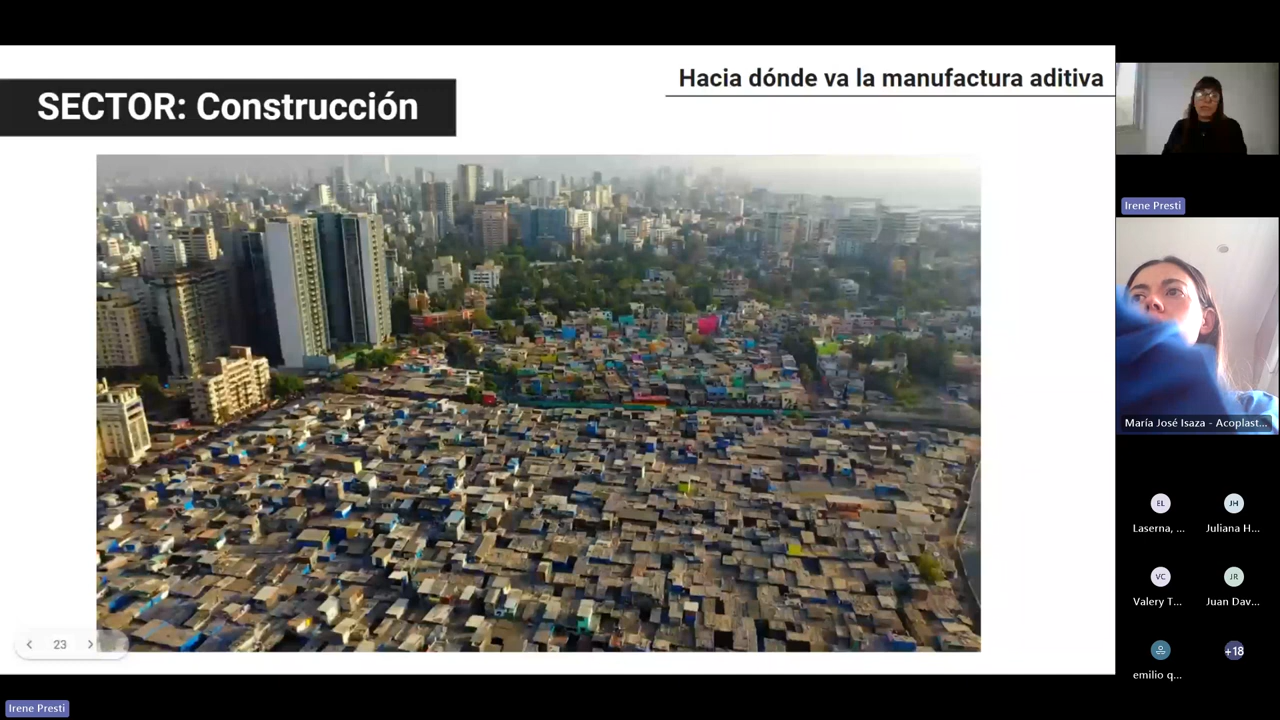 Hacia dónde va la manufactura aditiva
SECTOR: Construcción
Irene Presti
María José Isaza - Acoplast...
EL
JH
Laserna, ...
Juliana H...
VC
JR
Valery T...
Juan Dav...
+18
emilio q...
23
Irene Presti